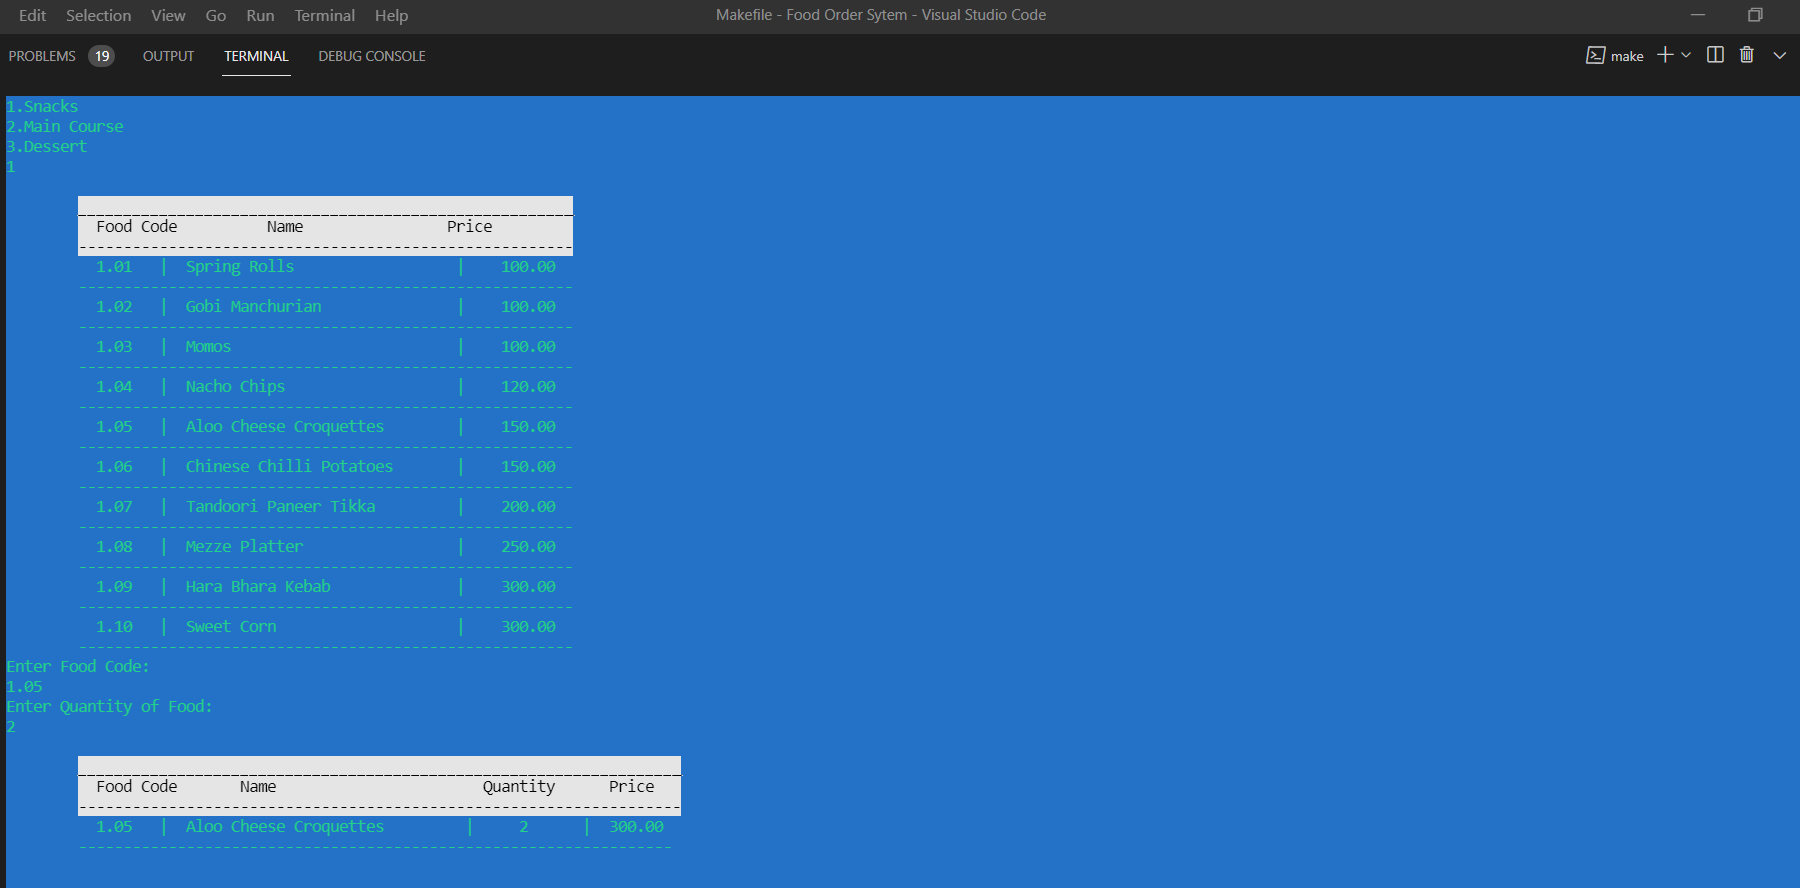 Edit Selection View Go Run Terminal Help Makefile - Food Order Sytem - Visual Studio Code
PROBLEMS 19 OUTPUT TERMINAL DEBUG CONSOLE make
1.Snacks
2.Main Course
3.Dessert
1
Food Code Name Price
1.01 | Spring Rolls | 100.00
1.02 | Gobi Manchurian | 100.00
1.03 | Momos | 100.00
1.04 | Nacho Chips | 120.00
1.05 | Aloo Cheese Croquettes | 150.00
1.06 | Chinese Chilli Potatoes | 150.00
1.07 | Tandoori Paneer Tikka | 200.00
1.08 | Mezze Platter | 250.00
1.09 | Hara Bhara Kebab | 300.00
1.10 | Sweet Corn | 300.00
Enter Food Code:
1.05
Enter Quantity of Food:
2
Food Code Name Quantity Price
1.05 | Aloo Cheese Croquettes | 2 | 300.00